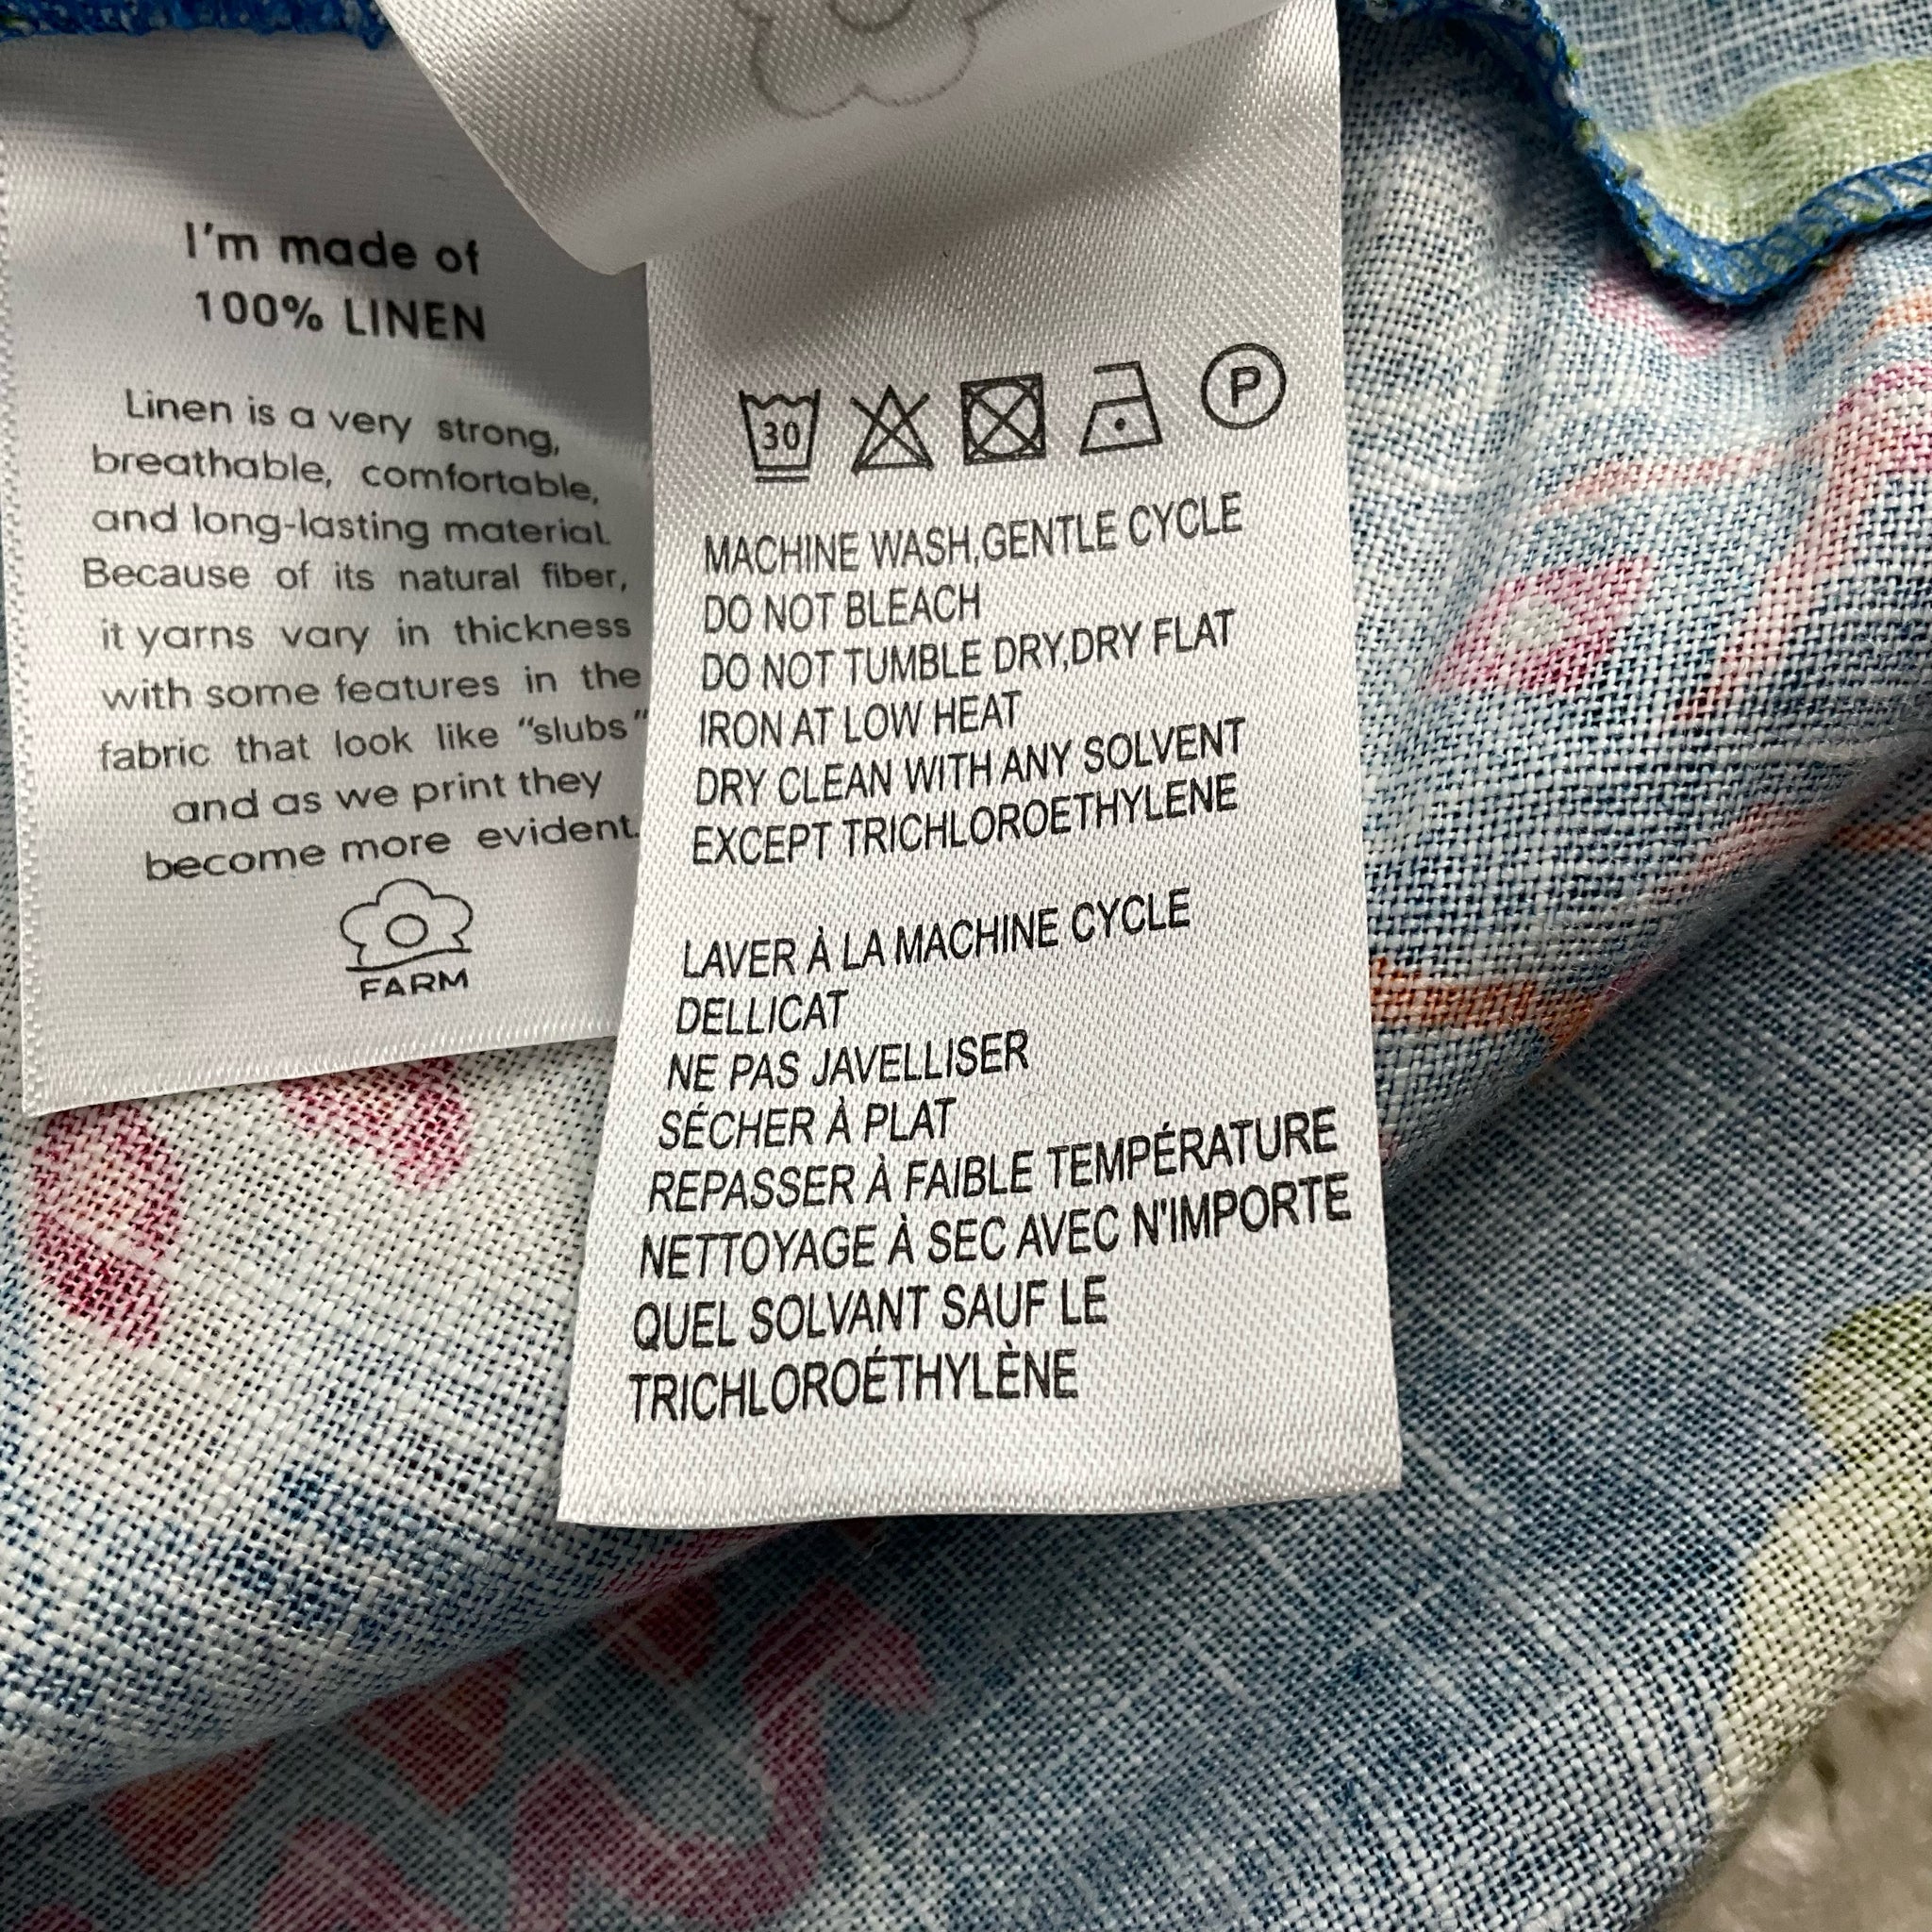 I'm made of
100% LINEN
Linen is a very strong,
breathable, comfortable,
and long-lasting material.
Because of its natural fiber,
it yarns vary in thickness
with some features in the
fabric that look like "slubs"
and as we print they
become more evident.
FARM
30
P
MACHINE WASH,GENTLE CYCLE
DO NOT BLEACH
DO NOT TUMBLE DRY,DRY FLAT
IRON AT LOW HEAT
DRY CLEAN WITH ANY SOLVENT
EXCEPT TRICHLOROETHYLENE
LAVER À LA MACHINE CYCLE
DELLICAT
NE PAS JAVELLISER
SÉCHER À PLAT
REPASSER À FAIBLE TEMPÉRATURE
NETTOYAGE À SEC AVEC N'IMPORTE
QUEL SOLVANT SAUF LE
TRICHLOROÉTHYLÈNE